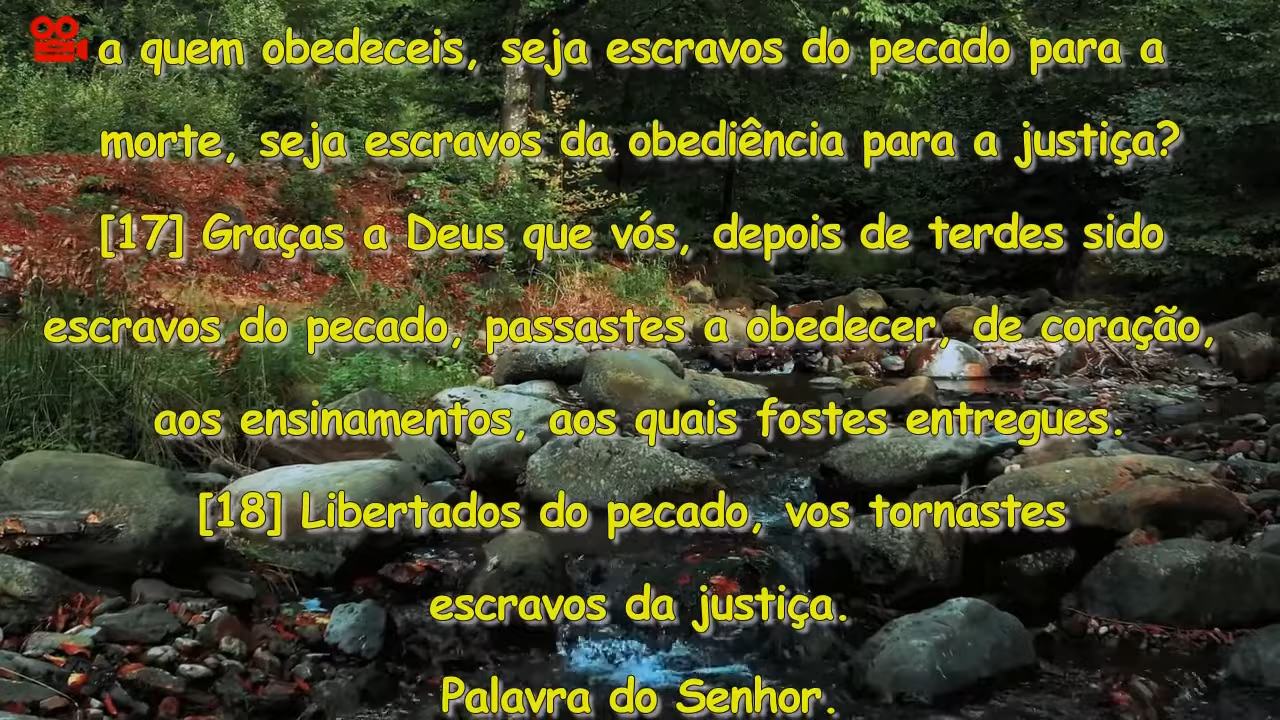 a quem obedeceis, seja escravos do pecado para a
morte, seja escravos da obediência para a justiça?
[17] Graças a Deus que vós, depois de terdes sido
escravos do pecado, passastes a obedecer, de coração,
aos ensinamentos, aos quais fostes entregues.
[18] Libertados do pecado, vos tornastes
escravos da justiça.
Palavra do Senhor.